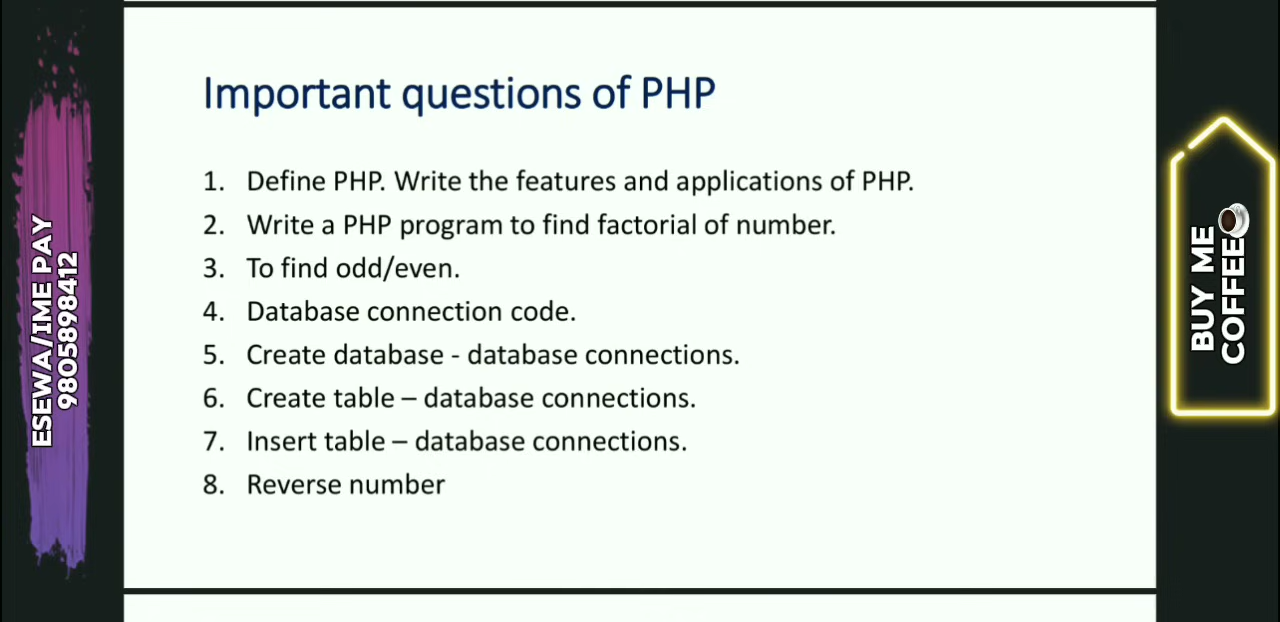 Important questions of PHP
1. Define PHP. Write the features and applications of PHP.
2. Write a PHP program to find factorial of number.
3. To find odd/even.
4. Database connection code.
5. Create database - database connections.
6. Create table – database connections.
7. Insert table – database connections.
8. Reverse number
ESEWA/IME PAY
9805898412
BUY ME
COFFEE